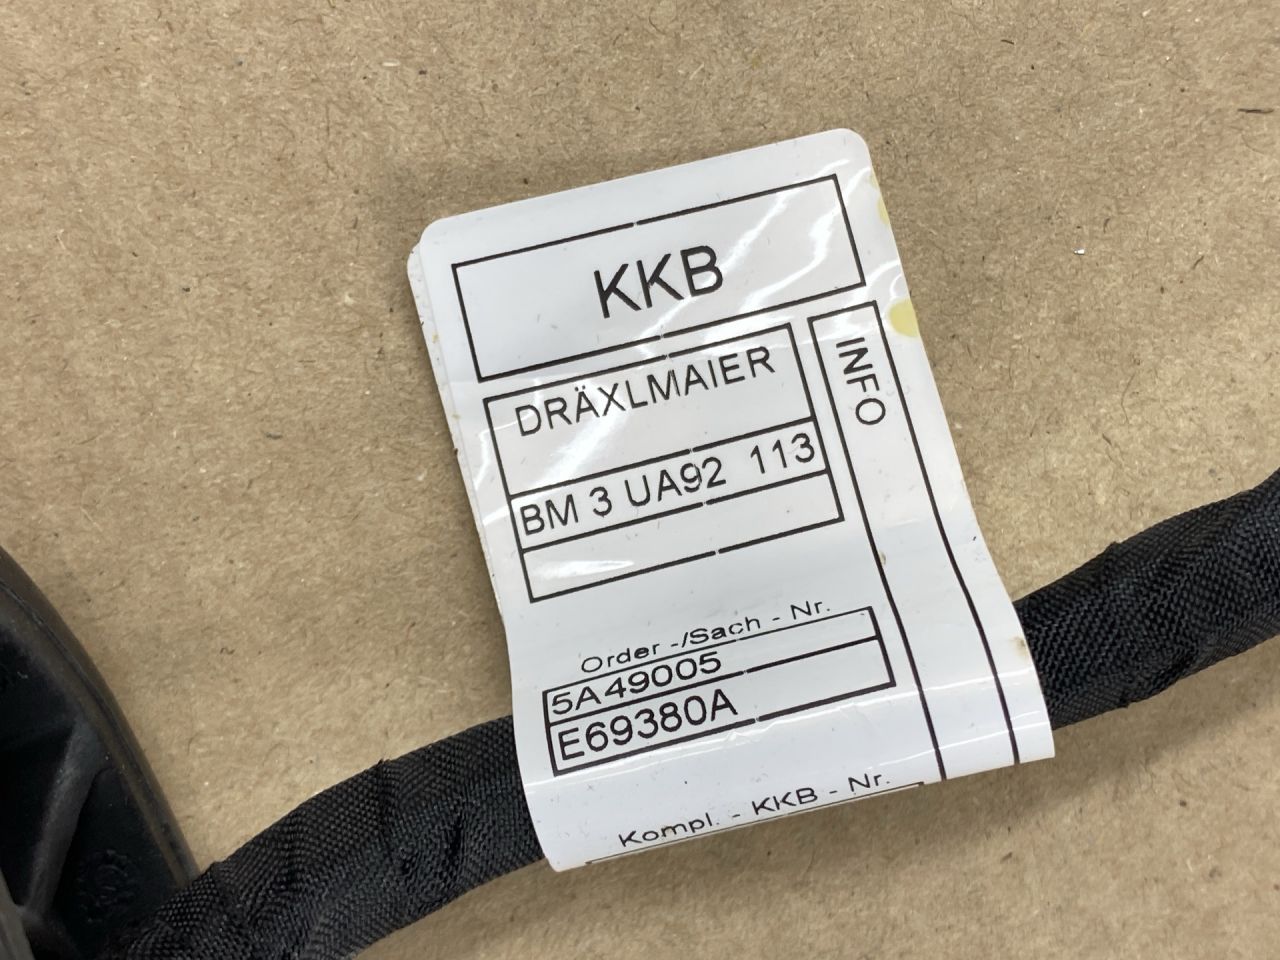 KKB
DRÄXLMAIER
BM 3 UA92 113
INFO
Order -/Sach - Nr.
5A49005
E69380A
Kompl. - KKB - Nr.